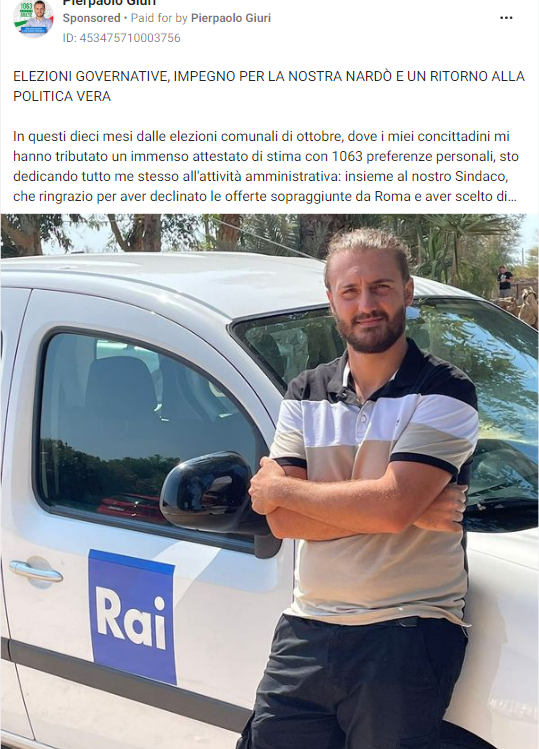 Pierpaolo Giuri
Sponsored • Paid for by Pierpaolo Giuri
ID: 453475710003756
ELEZIONI GOVERNATIVE, IMPEGNO PER LA NOSTRA NARDÒ E UN RITORNO ALLA
POLITICA VERA
In questi dieci mesi dalle elezioni comunali di ottobre, dove i miei concittadini mi
hanno tributato un immenso attestato di stima con 1063 preferenze personali, sto
dedicando tutto me stesso all'attività amministrativa: insieme al nostro Sindaco,
che ringrazio per aver declinato le offerte sopraggiunte da Roma e aver scelto di...
Rai